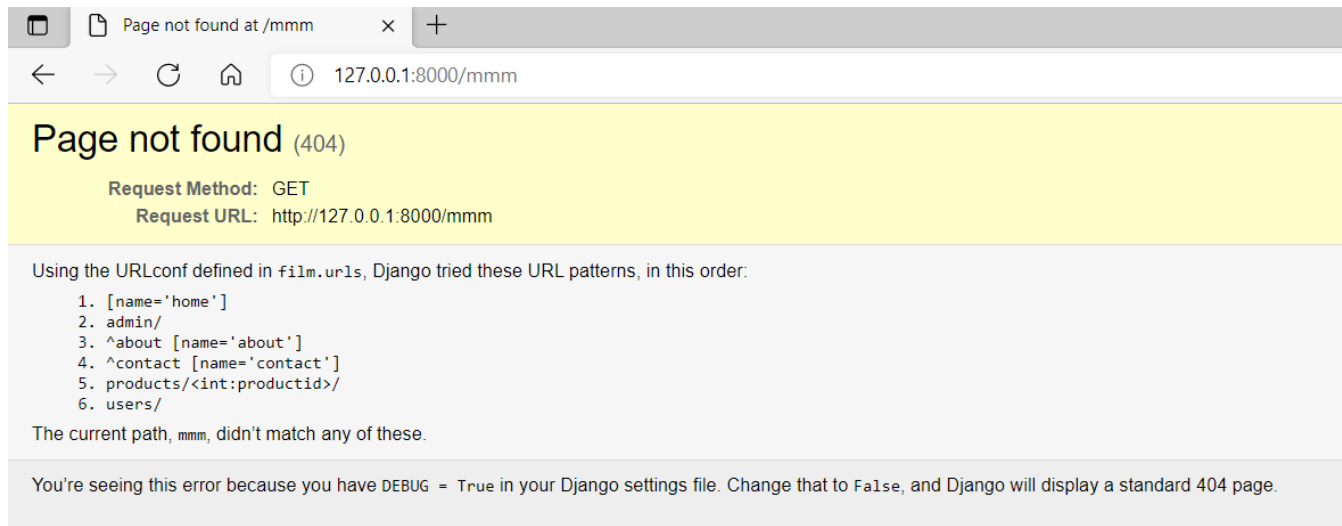 Page not found at /mmm
127.0.0.1:8000/mmm
Page not found (404)
Request Method: GET
Request URL: http://127.0.0.1:8000/mmm
Using the URLconf defined in film.urls, Django tried these URL patterns, in this order:
1. [name='home']
2. admin/
3. ^about [name='about']
4. ^contact [name='contact']
5. products/<int:productid>/
6. users/
The current path, mmm, didn’t match any of these.
You’re seeing this error because you have DEBUG = True in your Django settings file. Change that to False, and Django will display a standard 404 page.